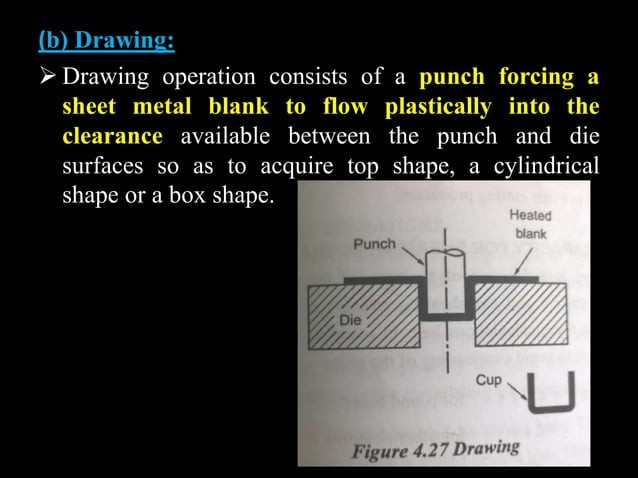 (b) Drawing:
➢ Drawing operation consists of a punch forcing a
sheet metal blank to flow plastically into the
clearance available between the punch and die
surfaces so as to acquire top shape, a cylindrical
shape or a box shape.
Heated
blank
Punch
Die
Cup
Figure 4.27 Drawing